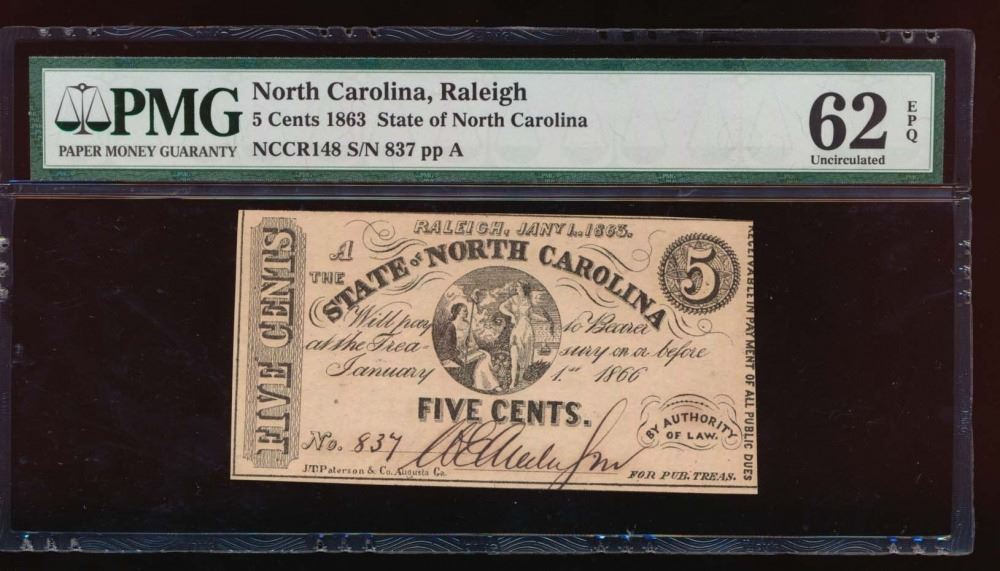 PMG
PAPER MONEY GUARANTY
North Carolina, Raleigh
5 Cents 1863 State of North Carolina
NCCR148 S/N 837 pp A
62
Uncirculated
EPQ
RALEIGH, JANY 1, 1863.
A
THE
STATE of NORTH CAROLINA
5
FIVE CENTS
Will pay to Bearer
at the Treasury on or before
January 1st 1866
FIVE CENTS.
BY AUTHORITY
OF LAW.
No. 837
J.T. Paterson & Co. Augusta Ga.
FOR PUB. TREAS.
RECEIVABLE IN PAYMENT OF ALL PUBLIC DUES